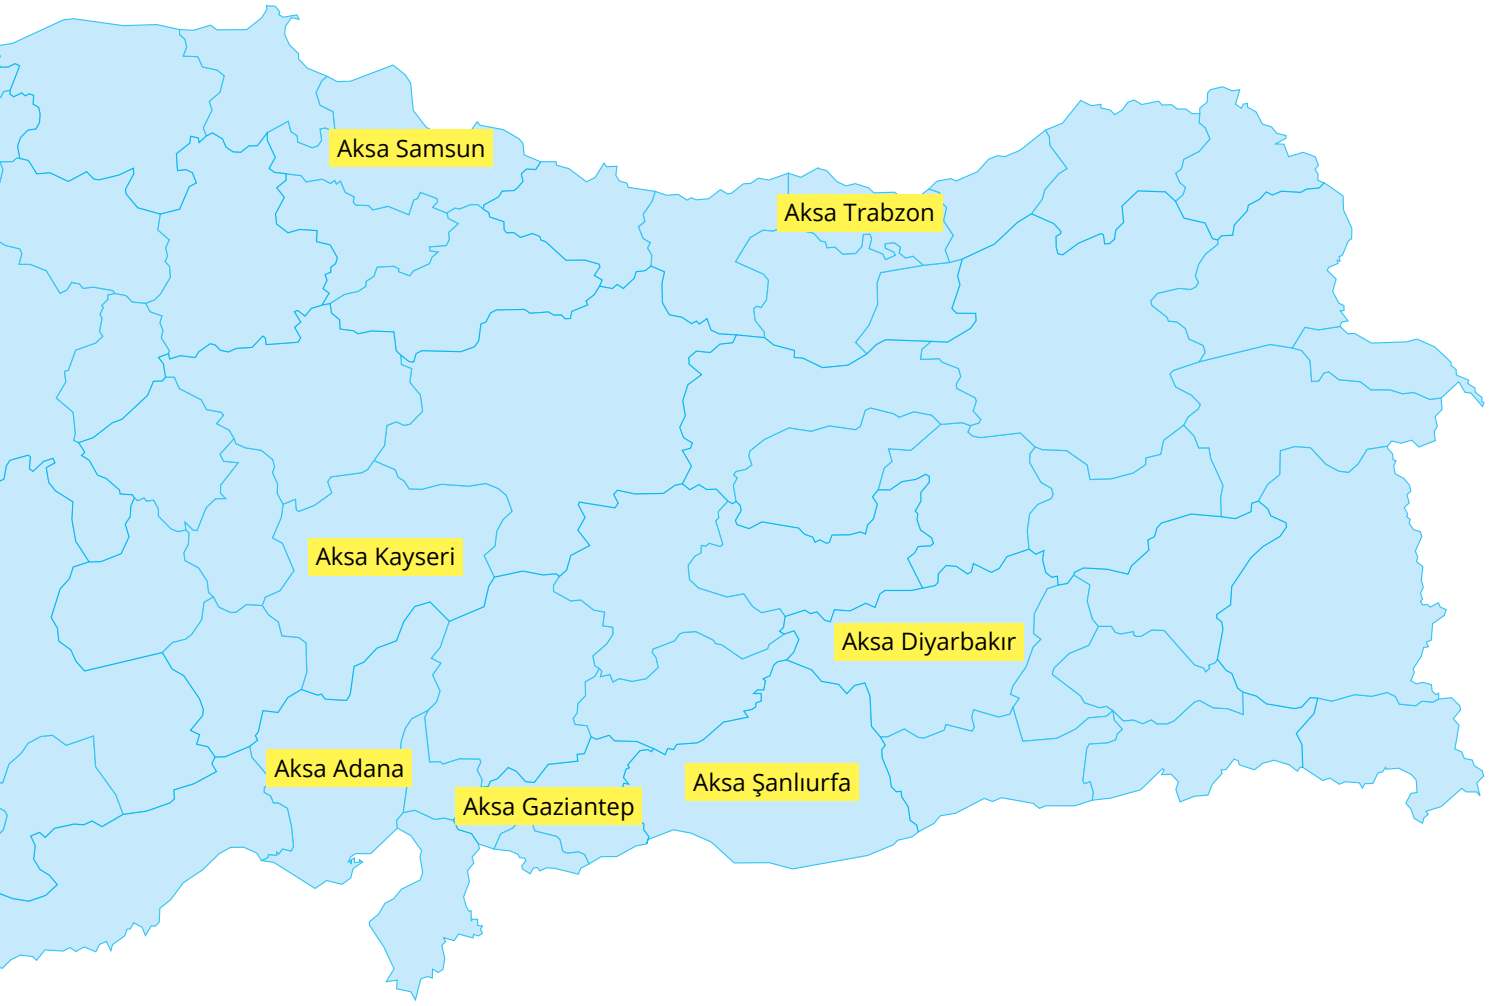 Aksa Samsun
Aksa Trabzon
Aksa Kayseri
Aksa Diyarbakır
Aksa Adana
Aksa Şanlıurfa
Aksa Gaziantep